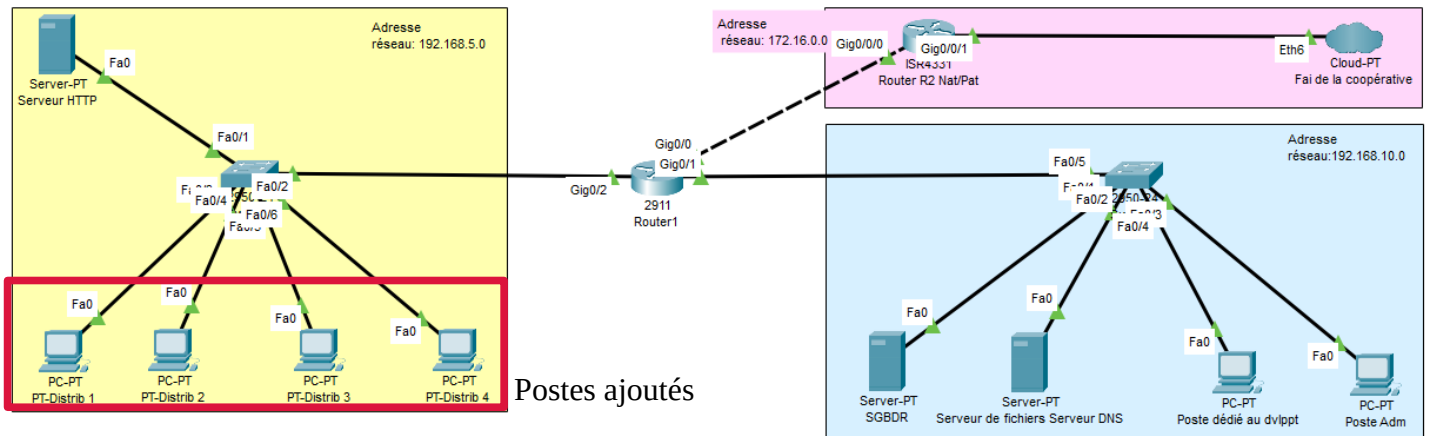 Adresse
réseau: 192.168.5.0
Fa0
Server-PT
Serveur HTTP
Fa0/1
Fa0/2
Fa0/4
Fa0/6
Fa0
Fa0
Fa0
Fa0
PC-PT
PT-Distrib 1
PC-PT
PT-Distrib 2
PC-PT
PT-Distrib 3
PC-PT
PT-Distrib 4
Postes ajoutés
Gig0/0
Gig0/1
Gig0/2
2911
Router1
Adresse
réseau: 172.16.0.0
Gig0/0/0
Gig0/0/1
ISR4331
Router R2 Nat/Pat
Eth6
Cloud-PT
Fai de la coopérative
Adresse
réseau:192.168.10.0
Fa0/5
Fa0/2
Fa0/4
Fa0
Fa0
Fa0
Fa0
Server-PT
SGBDR
Server-PT
Serveur de fichiers Serveur DNS
PC-PT
Poste dédié au dvlppt
PC-PT
Poste Adm